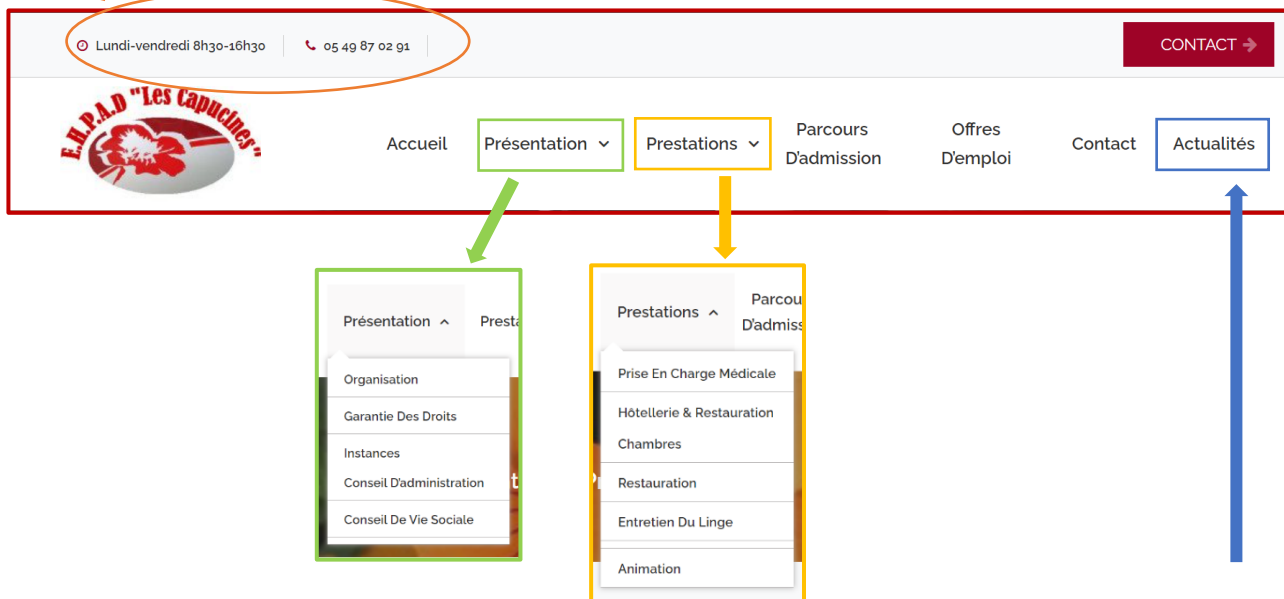 Lundi-vendredi 8h30-16h30
05 49 87 02 91
CONTACT
E.H.P.A.D "Les Capucines"
Accueil
Présentation
Prestations
Parcours
D'admission
Offres
D'emploi
Contact
Actualités
Présentation
Presta
Organisation
Garantie Des Droits
Instances
Conseil D'administration
Conseil De Vie Sociale
Prestations
Parcou
D'admiss
Prise En Charge Médicale
Hôtellerie & Restauration
Chambres
Restauration
Entretien Du Linge
Animation